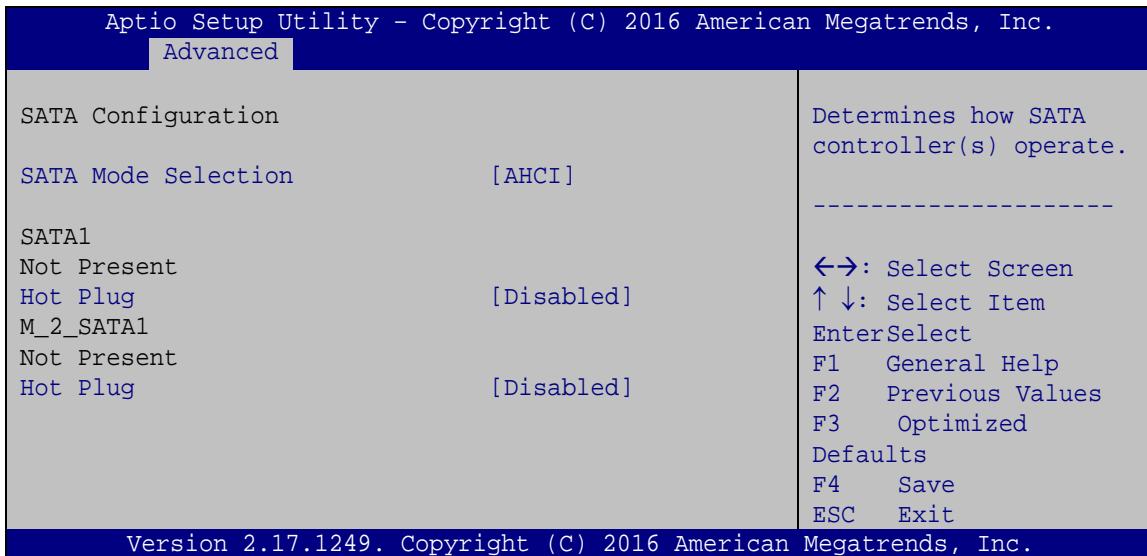 Aptio Setup Utility – Copyright (C) 2016 American Megatrends, Inc.
Advanced
SATA Configuration
SATA Mode Selection [AHCI]
SATA1
Not Present
Hot Plug [Disabled]
M_2_SATA1
Not Present
Hot Plug [Disabled]
Determines how SATA
controller(s) operate.
---------------------
←→: Select Screen
↑ ↓: Select Item
EnterSelect
F1 General Help
F2 Previous Values
F3 Optimized
Defaults
F4 Save
ESC Exit
Version 2.17.1249. Copyright (C) 2016 American Megatrends, Inc.